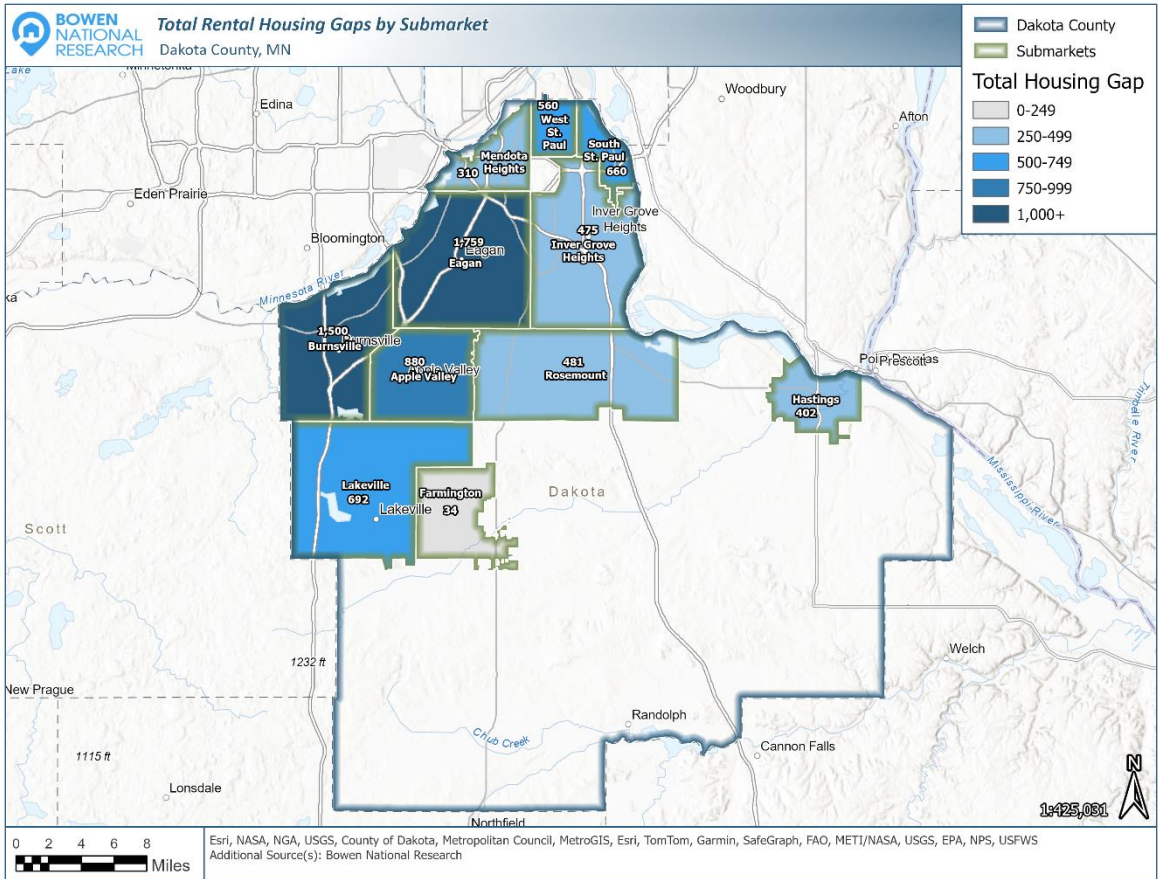 BOWEN
NATIONAL
RESEARCH
Total Rental Housing Gaps by Submarket
Dakota County, MN
Dakota County
Submarkets
Total Housing Gap
0-249
250-499
500-749
750-999
1,000+
Lake
Minnetonka
Edina
Woodbury
Afton
560
West
St.
Paul
South
St. Paul
660
Mendota
Heights
310
Eden Prairie
Inver Grove
Heights
475
Inver Grove
Heights
Bloomington
1,759
Eagan
Eagan
Minnesota River
ka
1,500
Burnsville
Burnsville
880
Apple Valley
Apple Valley
481
Rosemount
Point Douglas
Prescott
Hastings
402
Trimbelle River
Mississippi River
Lakeville
692
Lakeville
Farmington
34
Dakota
Scott
1232 ft
Welch
New Prague
Randolph
Chub Creek
Cannon Falls
1115 ft
Lonsdale
Northfield
N
1:425,031
0 2 4 6 8
Miles
Esri, NASA, NGA, USGS, County of Dakota, Metropolitan Council, MetroGIS, Esri, TomTom, Garmin, SafeGraph, FAO, METI/NASA, USGS, EPA, NPS, USFWS
Additional Source(s): Bowen National Research